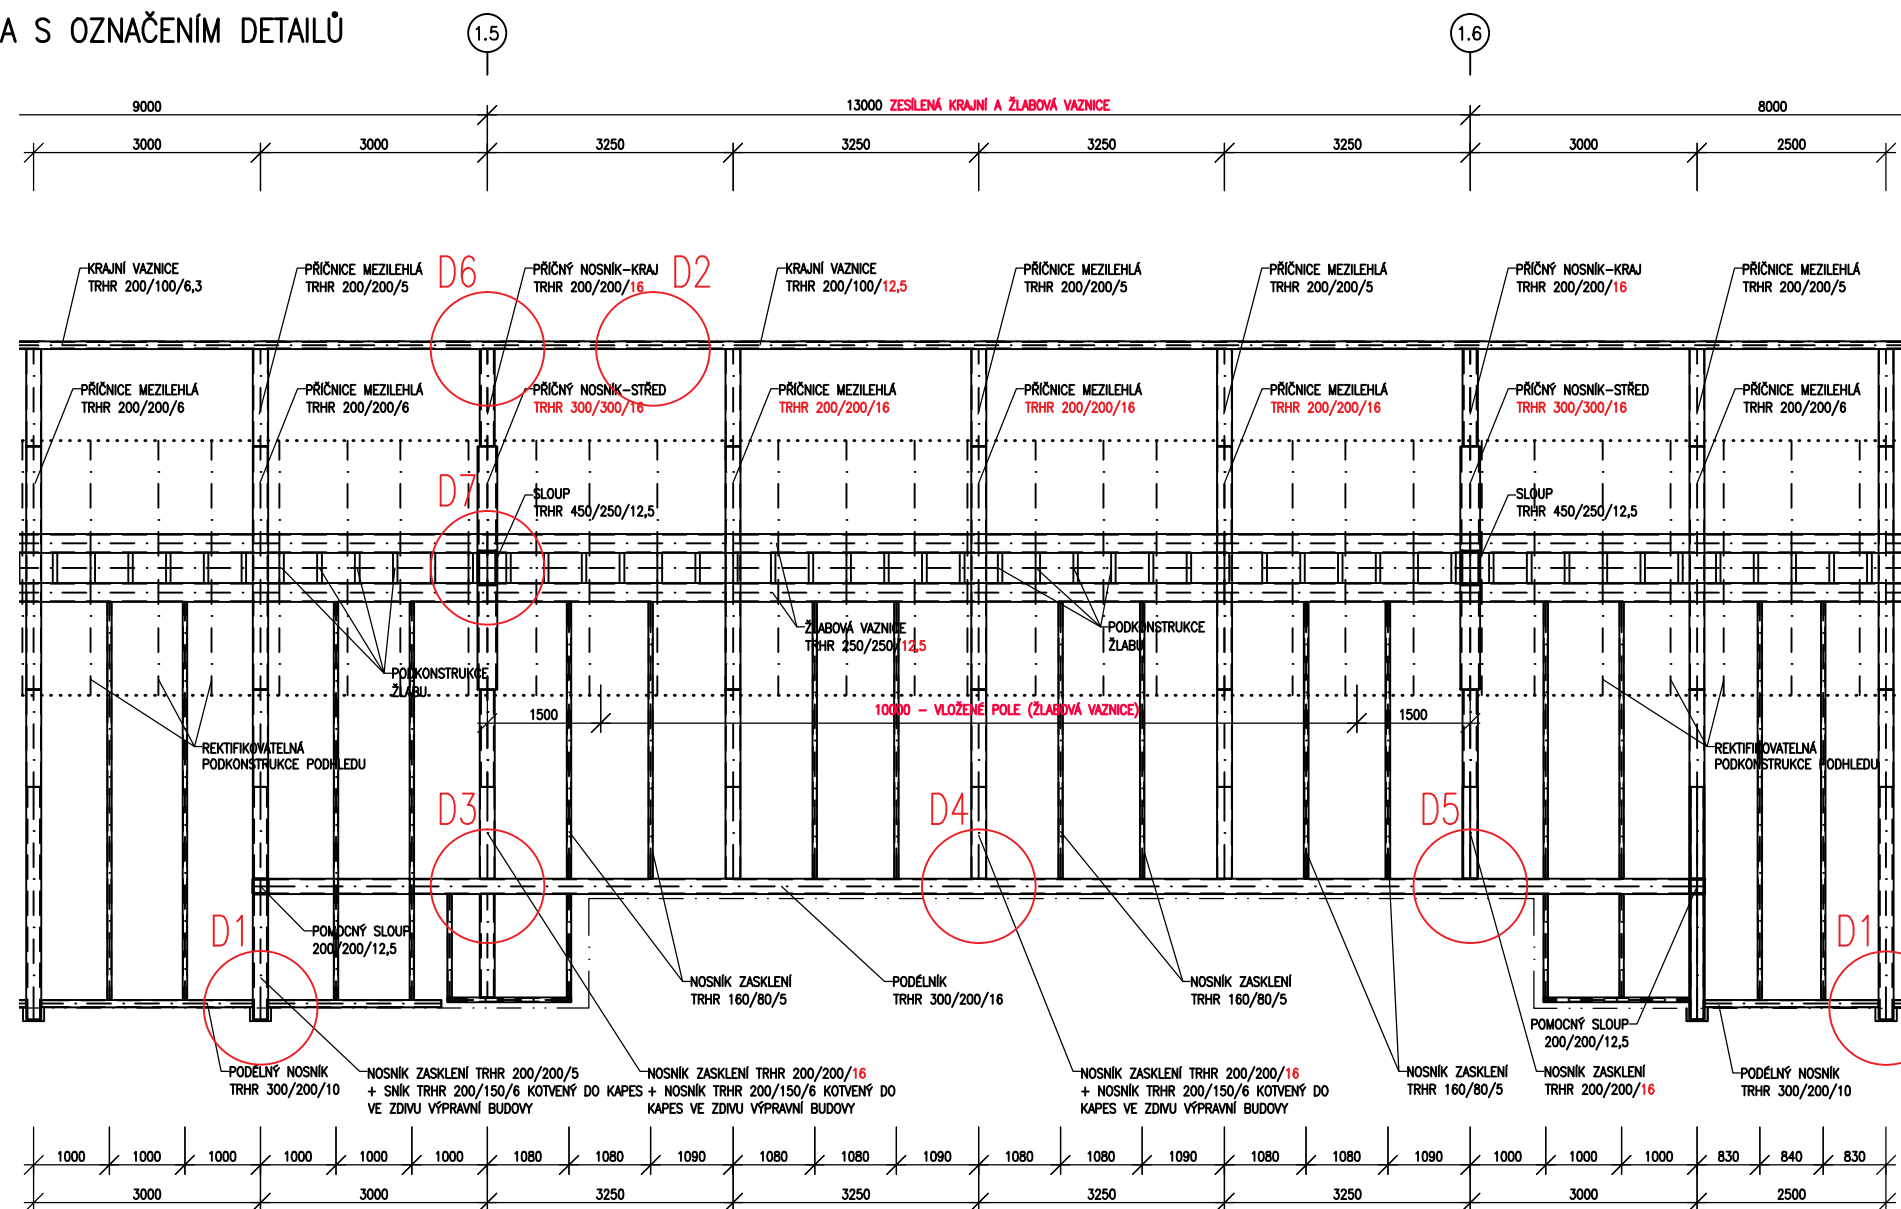 A S OZNAČENÍM DETAILŮ
1.5
1.6
9000
13000 ZESÍLENÁ KRAJNÍ A ŽLABOVÁ VAZNICE
8000
3000
3000
3250
3250
3250
3250
3000
2500
KRAJNÍ VAZNICE
TRHR 200/100/6,3
PŘÍČNICE MEZILEHLÁ
TRHR 200/200/5
D6
PŘÍČNÝ NOSNÍK-KRAJ
TRHR 200/200/16
D2
KRAJNÍ VAZNICE
TRHR 200/100/12,5
PŘÍČNICE MEZILEHLÁ
TRHR 200/200/5
PŘÍČNICE MEZILEHLÁ
TRHR 200/200/5
PŘÍČNÝ NOSNÍK-KRAJ
TRHR 200/200/16
PŘÍČNICE MEZILEHLÁ
TRHR 200/200/5
PŘÍČNICE MEZILEHLÁ
TRHR 200/200/6
PŘÍČNICE MEZILEHLÁ
TRHR 200/200/6
PŘÍČNÝ NOSNÍK-STŘED
TRHR 300/300/16
PŘÍČNICE MEZILEHLÁ
TRHR 200/200/16
PŘÍČNICE MEZILEHLÁ
TRHR 200/200/16
PŘÍČNICE MEZILEHLÁ
TRHR 200/200/16
PŘÍČNÝ NOSNÍK-STŘED
TRHR 300/300/16
PŘÍČNICE MEZILEHLÁ
TRHR 200/200/6
D7
SLOUP
TRHR 450/250/12,5
SLOUP
TRHR 450/250/12,5
ŽLABOVÁ VAZNICE
TRHR 250/250/12,5
PODKONSTRUKCE
ŽLABU
PODKONSTRUKCE
ŽLABU
10000 - VLOŽENÉ POLE (ŽLABOVÁ VAZNICE)
1500
1500
REKTIFIKOVATELNÁ
PODKONSTRUKCE PODHLEDU
REKTIFIKOVATELNÁ
PODKONSTRUKCE PODHLEDU
D3
D4
D5
D1
POMOCNÝ SLOUP
200/200/12,5
D1
NOSNÍK ZASKLENÍ
TRHR 160/80/5
PODÉLNÍK
TRHR 300/200/16
NOSNÍK ZASKLENÍ
TRHR 160/80/5
POMOCNÝ SLOUP
200/200/12,5
PODÉLNÝ NOSNÍK
TRHR 300/200/10
NOSNÍK ZASKLENÍ TRHR 200/200/5
+ SNÍK TRHR 200/150/6 KOTVENÝ DO KAPES
VE ZDIVU VÝPRAVNÍ BUDOVY
NOSNÍK ZASKLENÍ TRHR 200/200/16
+ NOSNÍK TRHR 200/150/6 KOTVENÝ DO
KAPES VE ZDIVU VÝPRAVNÍ BUDOVY
NOSNÍK ZASKLENÍ TRHR 200/200/16
+ NOSNÍK TRHR 200/150/6 KOTVENÝ DO
KAPES VE ZDIVU VÝPRAVNÍ BUDOVY
NOSNÍK ZASKLENÍ
TRHR 160/80/5
NOSNÍK ZASKLENÍ
TRHR 200/200/16
PODÉLNÝ NOSNÍK
TRHR 300/200/10
1000
1000
1000
1000
1000
1000
1080
1080
1090
1080
1080
1090
1080
1080
1090
1080
1080
1090
1000
1000
1000
830
840
830
3000
3000
3250
3250
3250
3250
3000
2500